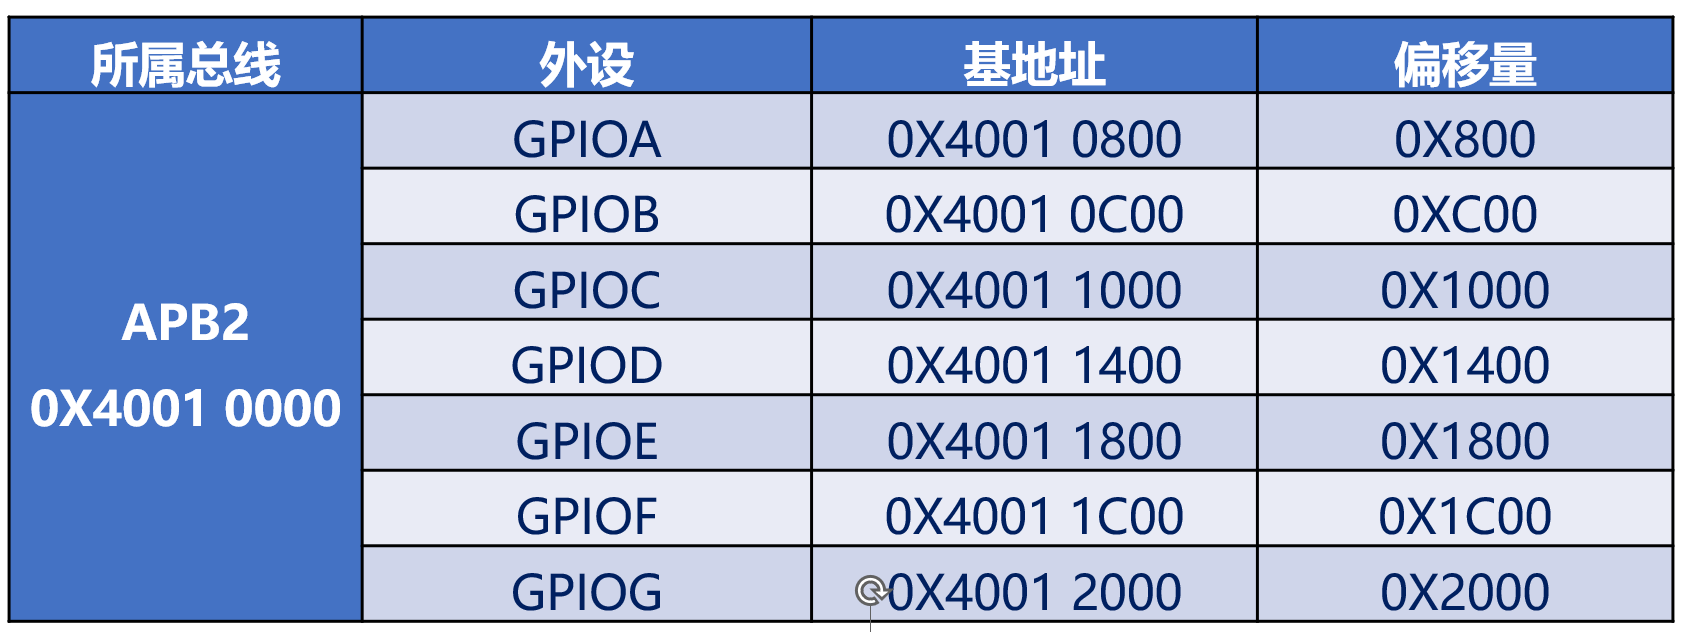 所属总线 外设 基地址 偏移量
GPIOA 0X4001 0800 0X800
GPIOB 0X4001 0C00 0XC00
GPIOC 0X4001 1000 0X1000
APB2
GPIOD 0X4001 1400 0X1400
0X4001 0000
GPIOE 0X4001 1800 0X1800
GPIOF 0X4001 1C00 0X1C00
GPIOG 0X4001 2000 0X2000